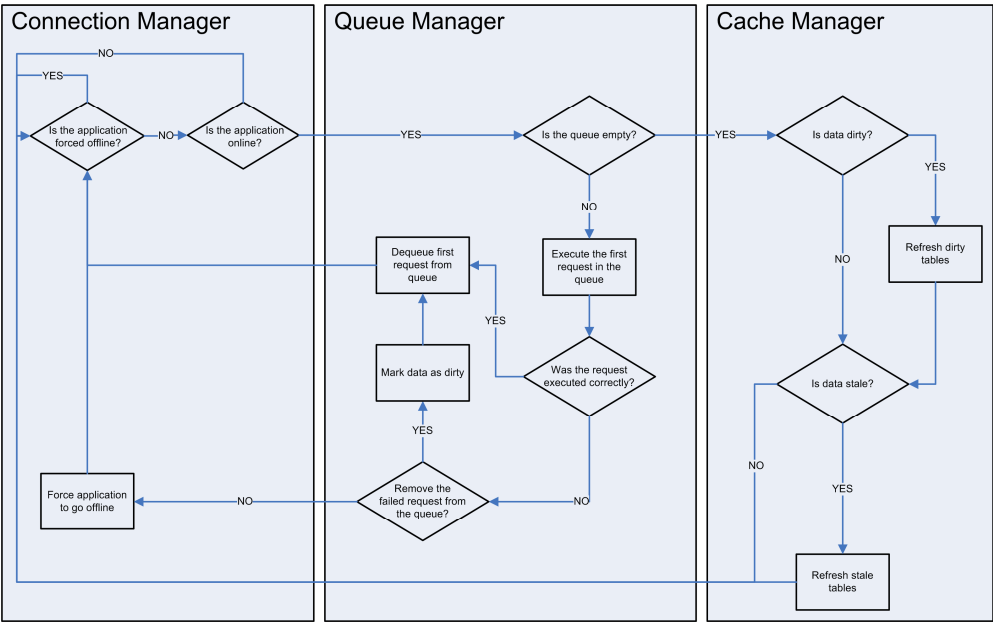 Connection Manager
Queue Manager
Cache Manager
NO
YES
Is the application
forced offline?
NO
Is the application
online?
YES
Is the queue empty?
YES
Is data dirty?
YES
NO
Dequeue first
request from
queue
Execute the first
request in the
queue
Refresh dirty
tables
NO
YES
Mark data as dirty
Was the request
executed correctly?
Is data stale?
YES
NO
YES
Force application
to go offline
NO
Remove the
failed request from
the queue?
NO
Refresh stale
tables